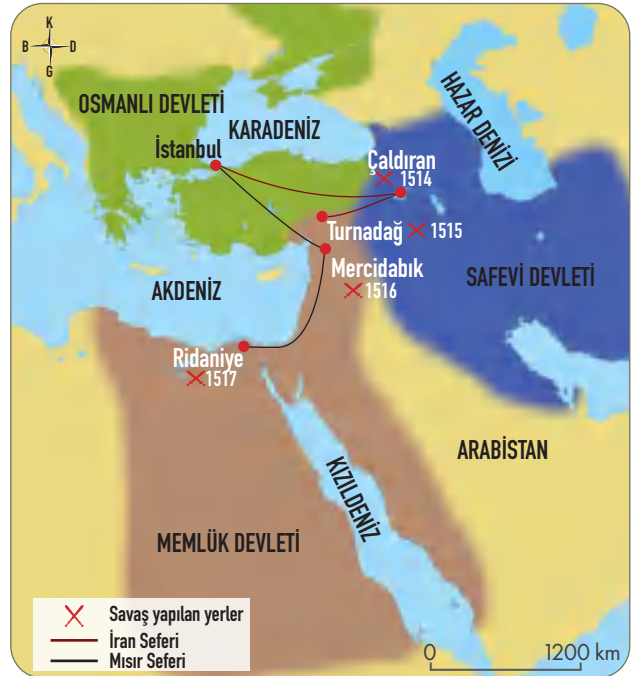 K
B D
G
OSMANLI DEVLETİ
KARADENİZ
HAZAR DENİZİ
İstanbul
Çaldıran
1514
Turnadağ 1515
Mercidabık
1516
SAFEVİ DEVLETİ
AKDENİZ
Ridaniye
1517
ARABİSTAN
KIZILDENİZ
MEMLÜK DEVLETİ
Savaş yapılan yerler
İran Seferi
Mısır Seferi
0 1200 km